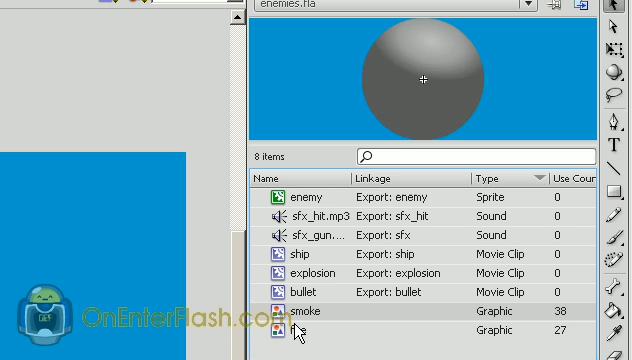 enemies.fla
8 items
Name Linkage Type Use Coun
enemy Export: enemy Sprite 0
sfx_hit.mp3 Export: sfx_hit Sound 0
sfx_gun.... Export: sfx Sound 0
ship Export: ship Movie Clip 0
explosion Export: explosion Movie Clip 0
bullet Export: bullet Movie Clip 0
smoke Graphic 38
Graphic 27
OnEnterFlash.com
OEF
T